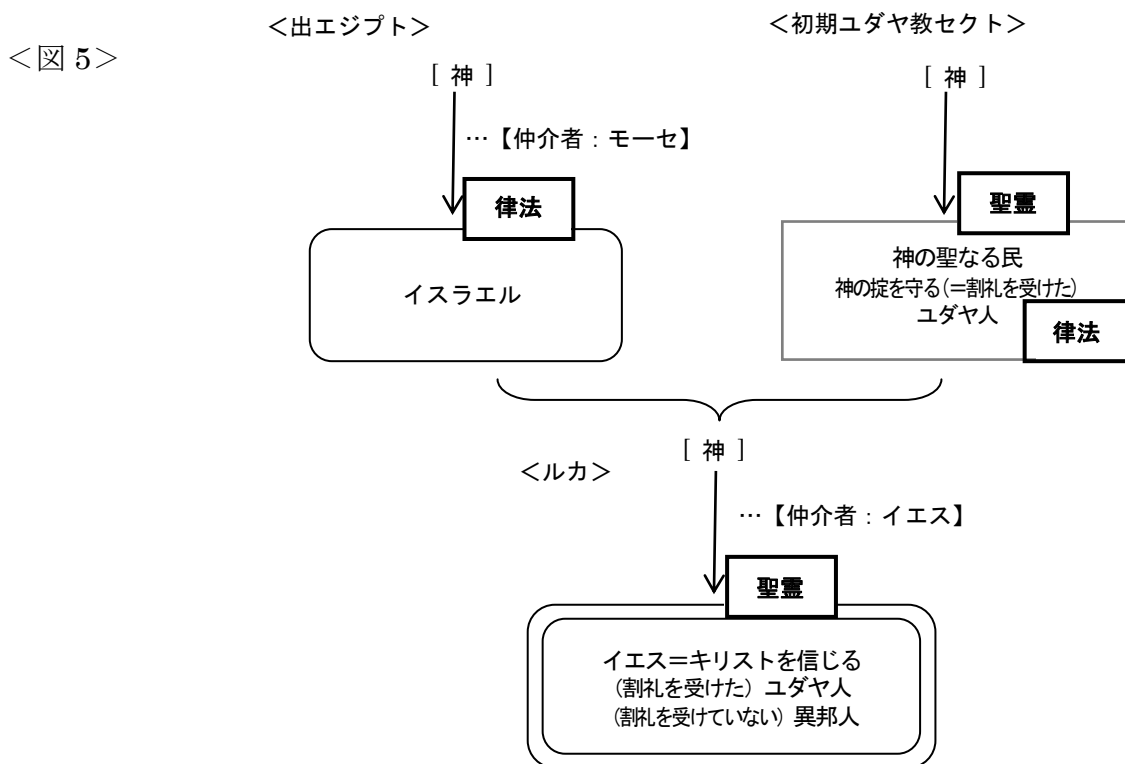 <図 5>
<出エジプト>
[ 神 ]
…【仲介者:モーセ】
律法
イスラエル
<初期ユダヤ教セクト>
[ 神 ]
聖霊
神の聖なる民
神の掟を守る(=割礼を受けた)
ユダヤ人
律法
<ルカ>
[ 神 ]
…【仲介者:イエス】
聖霊
イエス=キリストを信じる
(割礼を受けた) ユダヤ人
(割礼を受けていない) 異邦人